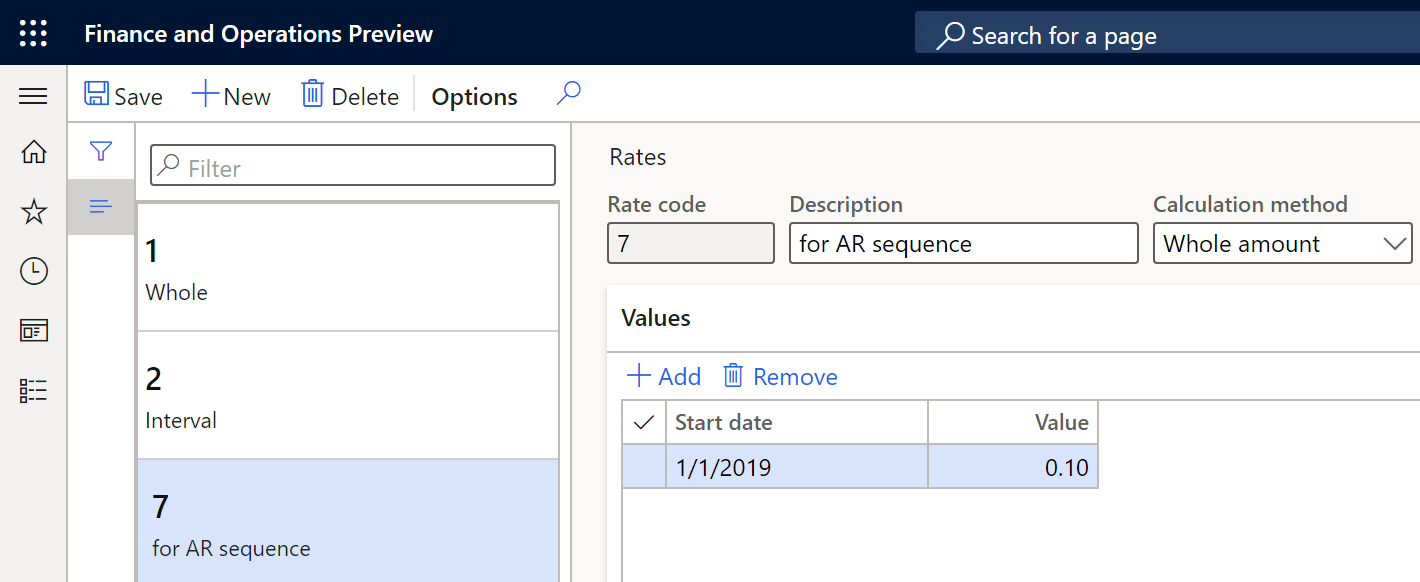 Finance and Operations Preview
Search for a page
Save New Delete Options
Filter
1
Whole
2
Interval
7
for AR sequence
Rates
Rate code Description Calculation method
7 for AR sequence Whole amount
Values
Add Remove
Start date Value
1/1/2019 0.10